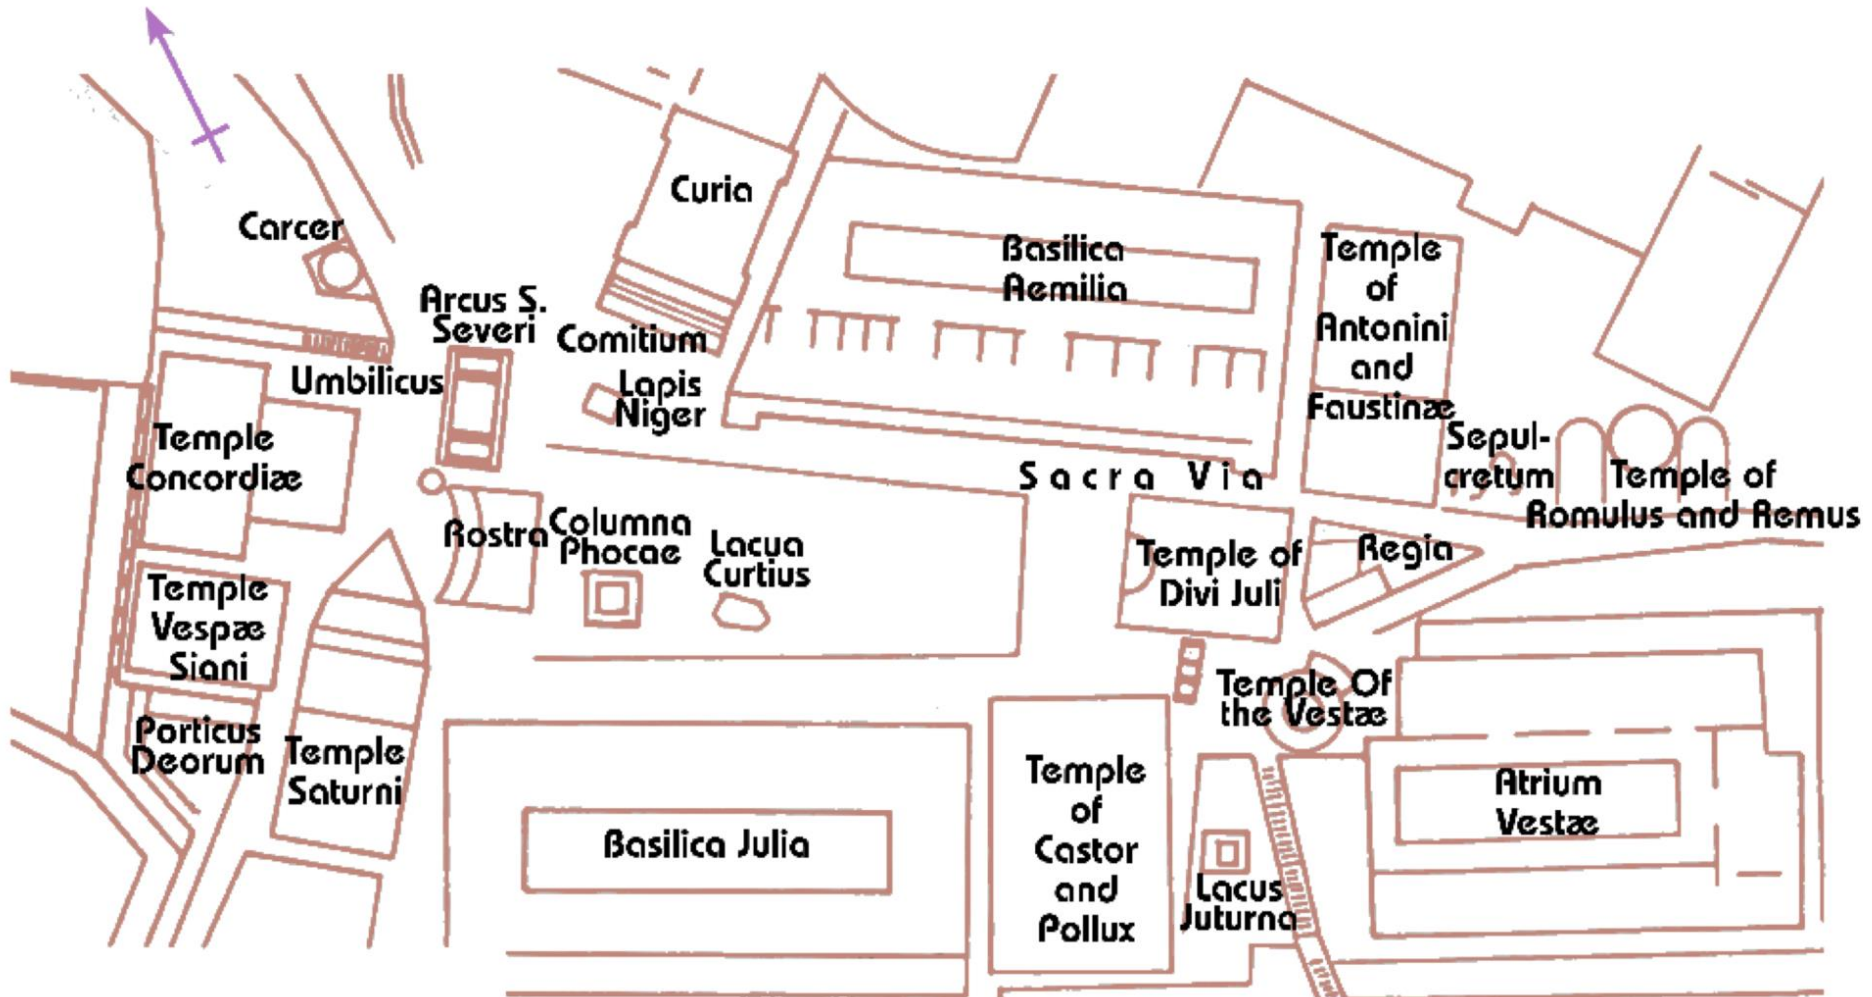 Curia
Carcer
Basilica
Aemilia
Temple
of
Antonini
and
Faustinæ
Arcus S.
Severi
Comitium
Umbilicus
Lapis
Niger
Temple
Concordiæ
Sepul-
cretum
Sacra Via
Temple of
Romulus and Remus
Rostra
Columna
Phocae
Lacua
Curtius
Temple of
Divi Juli
Regia
Temple
Vespæ
Siani
Temple Of
the Vestæ
Porticus
Deorum
Temple
Saturni
Basilica Julia
Temple
of
Castor
and
Pollux
Atrium
Vestæ
Lacus
Juturna